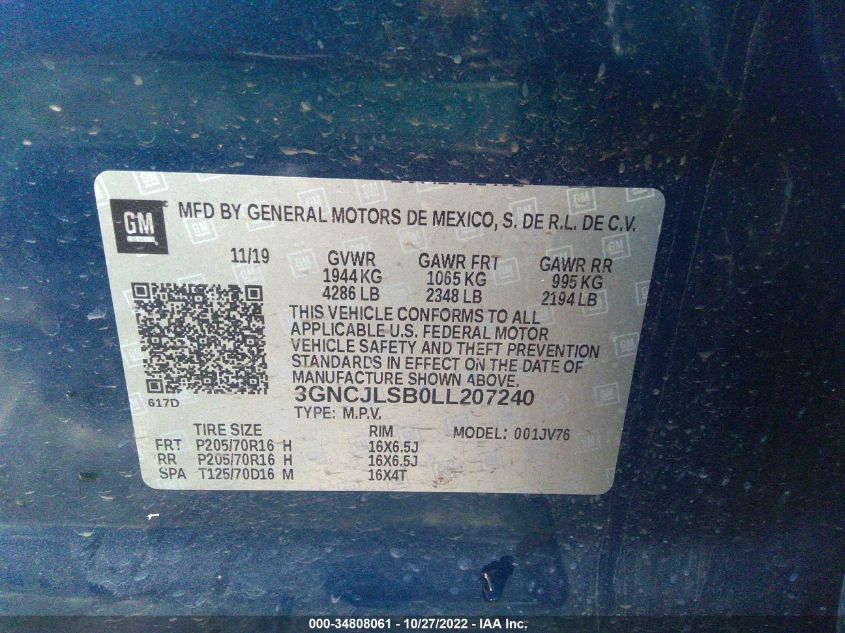 GM
MFD BY GENERAL MOTORS DE MEXICO, S. DE R.L. DE C.V.
11/19 GVWR GAWR FRT GAWR RR
1944 KG 1065 KG 995 KG
4286 LB 2348 LB 2194 LB
THIS VEHICLE CONFORMS TO ALL
APPLICABLE U.S. FEDERAL MOTOR
VEHICLE SAFETY AND THEFT PREVENTION
STANDARDS IN EFFECT ON THE DATE OF
MANUFACTURE SHOWN ABOVE.
617D
3GNCJLSB0LL207240
TYPE: M.P.V.
TIRE SIZE RIM MODEL: 001JV76
FRT P205/70R16 H 16X6.5J
RR P205/70R16 H 16X6.5J
SPA T125/70D16 M 16X4T
000-34808061 - 10/27/2022 - IAA Inc.